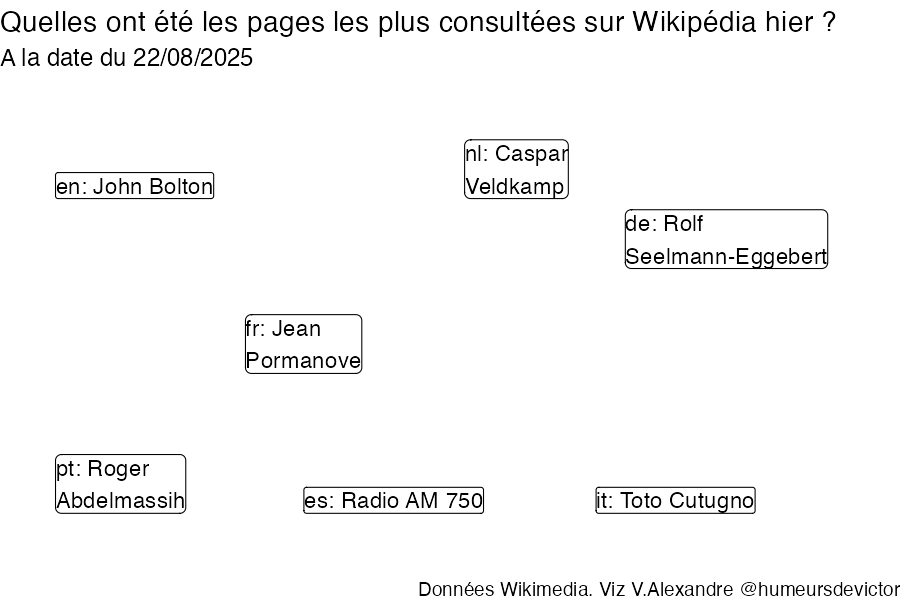 Quelles ont été les pages les plus consultées sur Wikipédia hier ?
A la date du 22/08/2025
nl: Caspar
Veldkamp
en: John Bolton
de: Rolf
Seelmann-Eggebert
fr: Jean
Pormanove
pt: Roger
Abdelmassih
es: Radio AM 750
it: Toto Cutugno
Données Wikimedia. Viz V.Alexandre @humeursdevictor